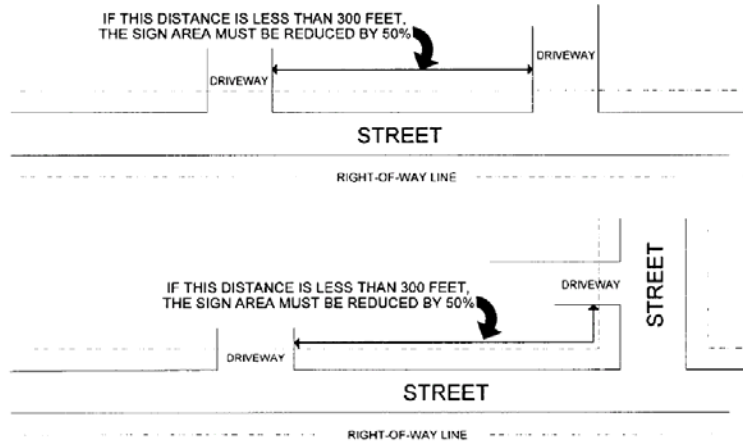 IF THIS DISTANCE IS LESS THAN 300 FEET,
THE SIGN AREA MUST BE REDUCED BY 50%
DRIVEWAY
DRIVEWAY
STREET
RIGHT-OF-WAY LINE
STREET
IF THIS DISTANCE IS LESS THAN 300 FEET,
THE SIGN AREA MUST BE REDUCED BY 50%
DRIVEWAY
DRIVEWAY
STREET
RIGHT-OF-WAY LINE